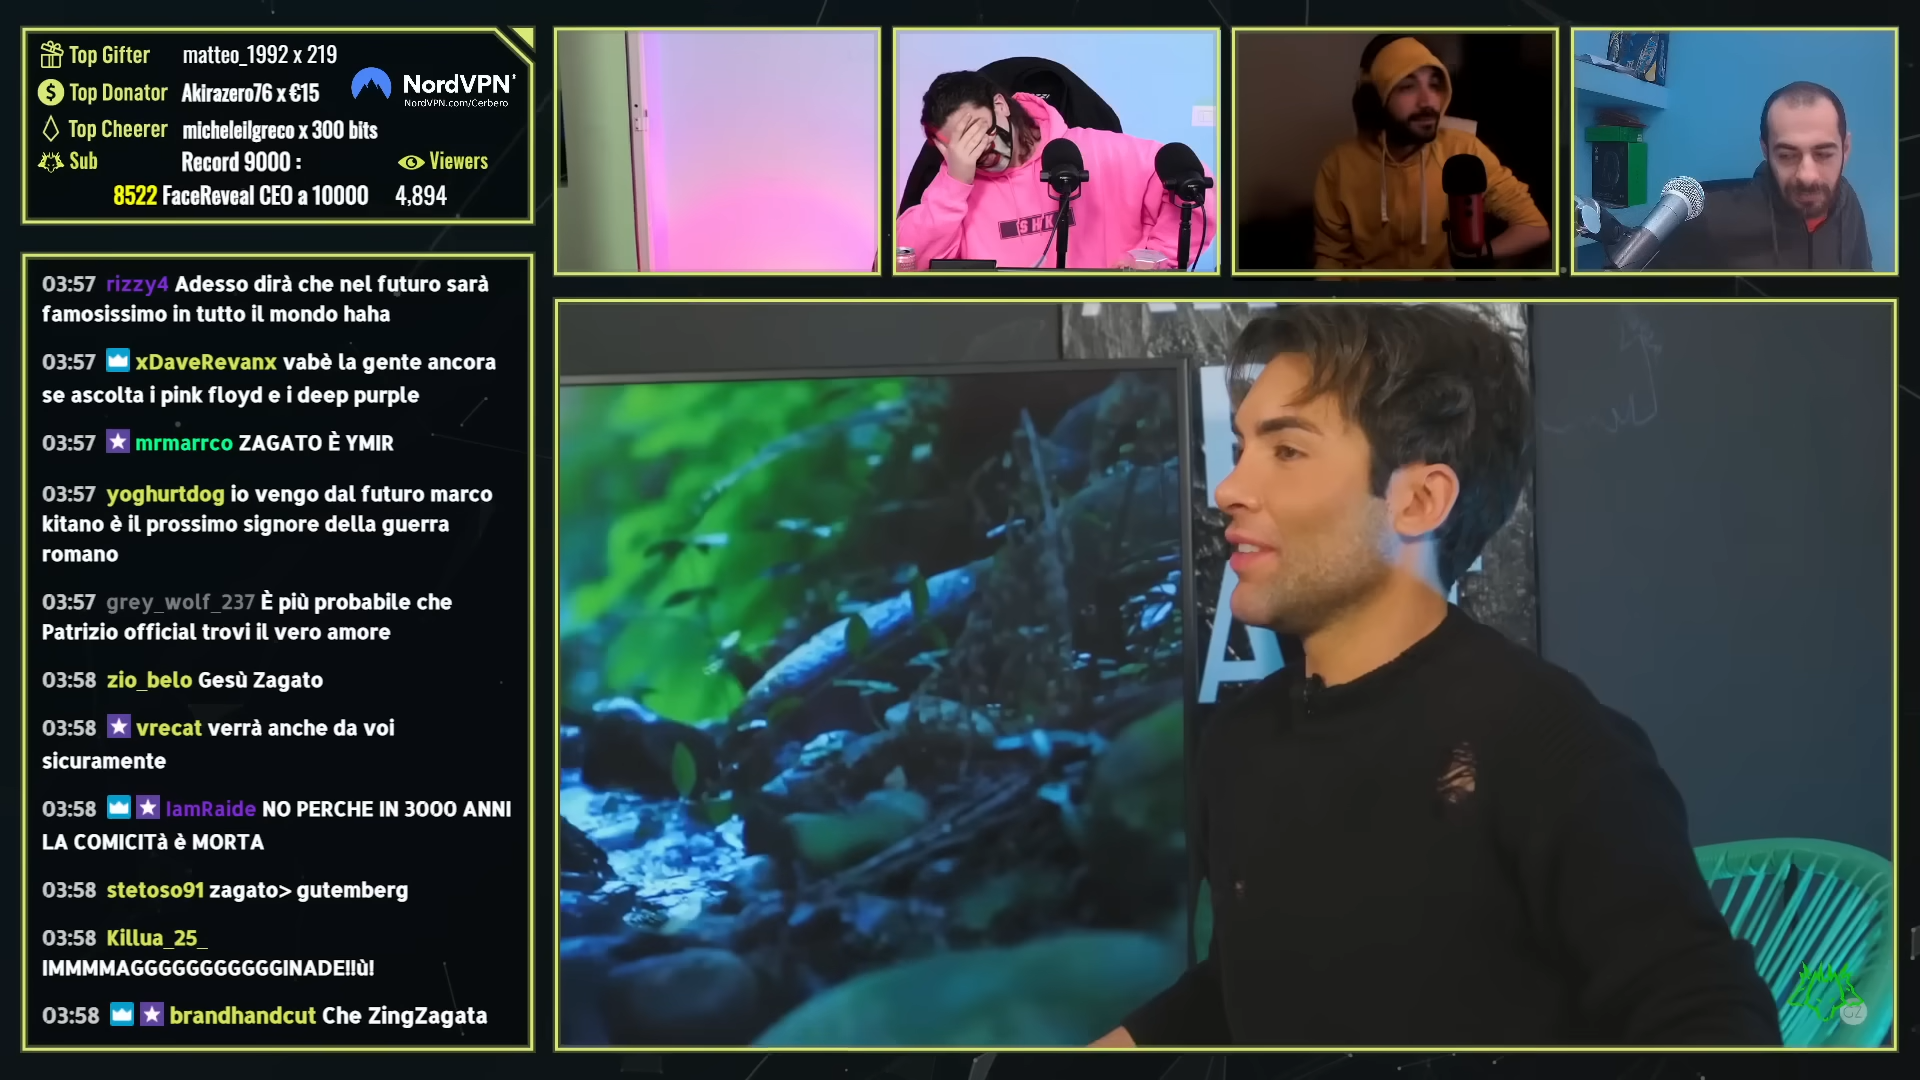 Top Gifter matteo_1992 x 219
Top Donator Akirazero76 x €15
NordVPN
NordVPN.com/Cerbero
Top Cheerer micheleilgreco x 300 bits
Sub Record 9000 : Viewers
8522 FaceReveal CEO a 10000 4,894
03:57 rizzy4 Adesso dirà che nel futuro sarà
famosissimo in tutto il mondo haha
03:57 xDaveRevanx vabè la gente ancora
se ascolta i pink floyd e i deep purple
03:57 mrmarrco ZAGATO È YMIR
03:57 yoghurtdog io vengo dal futuro marco
kitano è il prossimo signore della guerra
romano
03:57 grey_wolf_237 È più probabile che
Patrizio official trovi il vero amore
03:58 zio_belo Gesù Zagato
03:58 vrecat verrà anche da voi
sicuramente
03:58 IamRaide NO PERCHE IN 3000 ANNI
LA COMICITà è MORTA
03:58 stetoso91 zagato> gutemberg
03:58 Killua_25_
IMMMMAGGGGGGGGGGGINADE!!ù!
03:58 brandhandcut Che ZingZagata
SHK
GZ